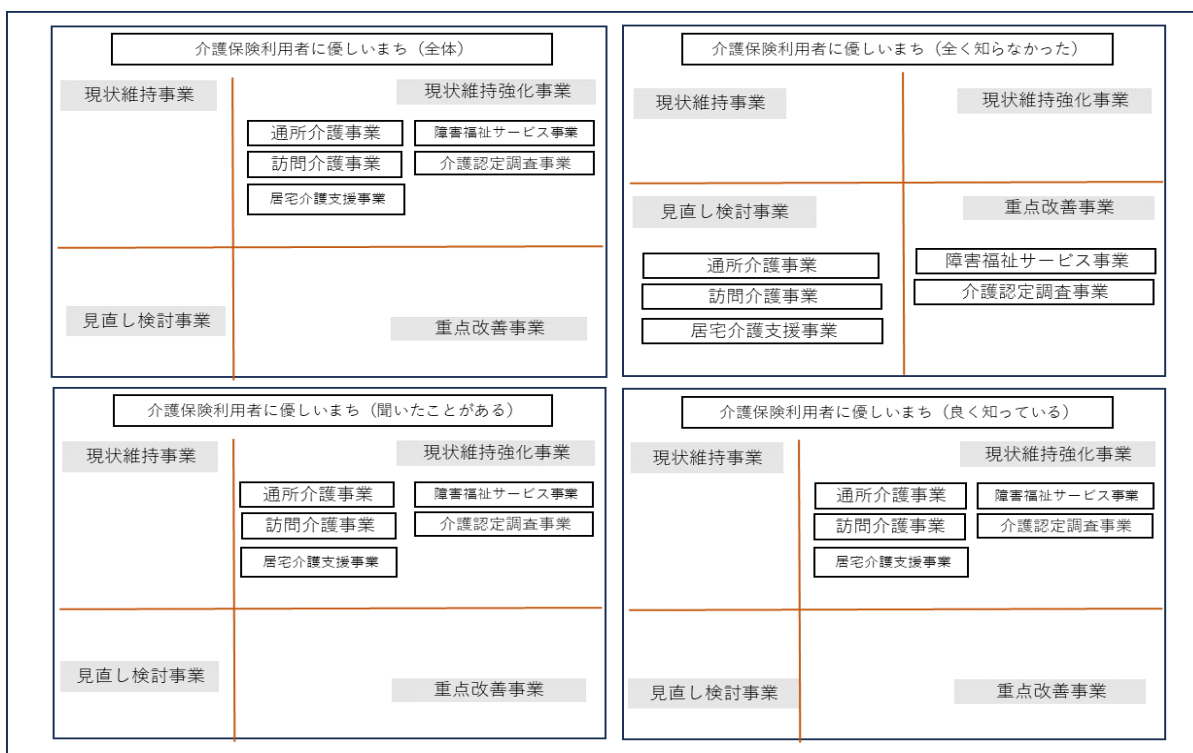 介護保険利用者に優しいまち（全体）
現状維持事業
現状維持強化事業
通所介護事業
障害福祉サービス事業
訪問介護事業
介護認定調査事業
居宅介護支援事業
見直し検討事業
重点改善事業
介護保険利用者に優しいまち（全く知らなかった）
現状維持事業
現状維持強化事業
見直し検討事業
重点改善事業
通所介護事業
障害福祉サービス事業
訪問介護事業
介護認定調査事業
居宅介護支援事業
介護保険利用者に優しいまち（聞いたことがある）
現状維持事業
現状維持強化事業
通所介護事業
障害福祉サービス事業
訪問介護事業
介護認定調査事業
居宅介護支援事業
見直し検討事業
重点改善事業
介護保険利用者に優しいまち（良く知っている）
現状維持事業
現状維持強化事業
通所介護事業
障害福祉サービス事業
訪問介護事業
介護認定調査事業
居宅介護支援事業
見直し検討事業
重点改善事業